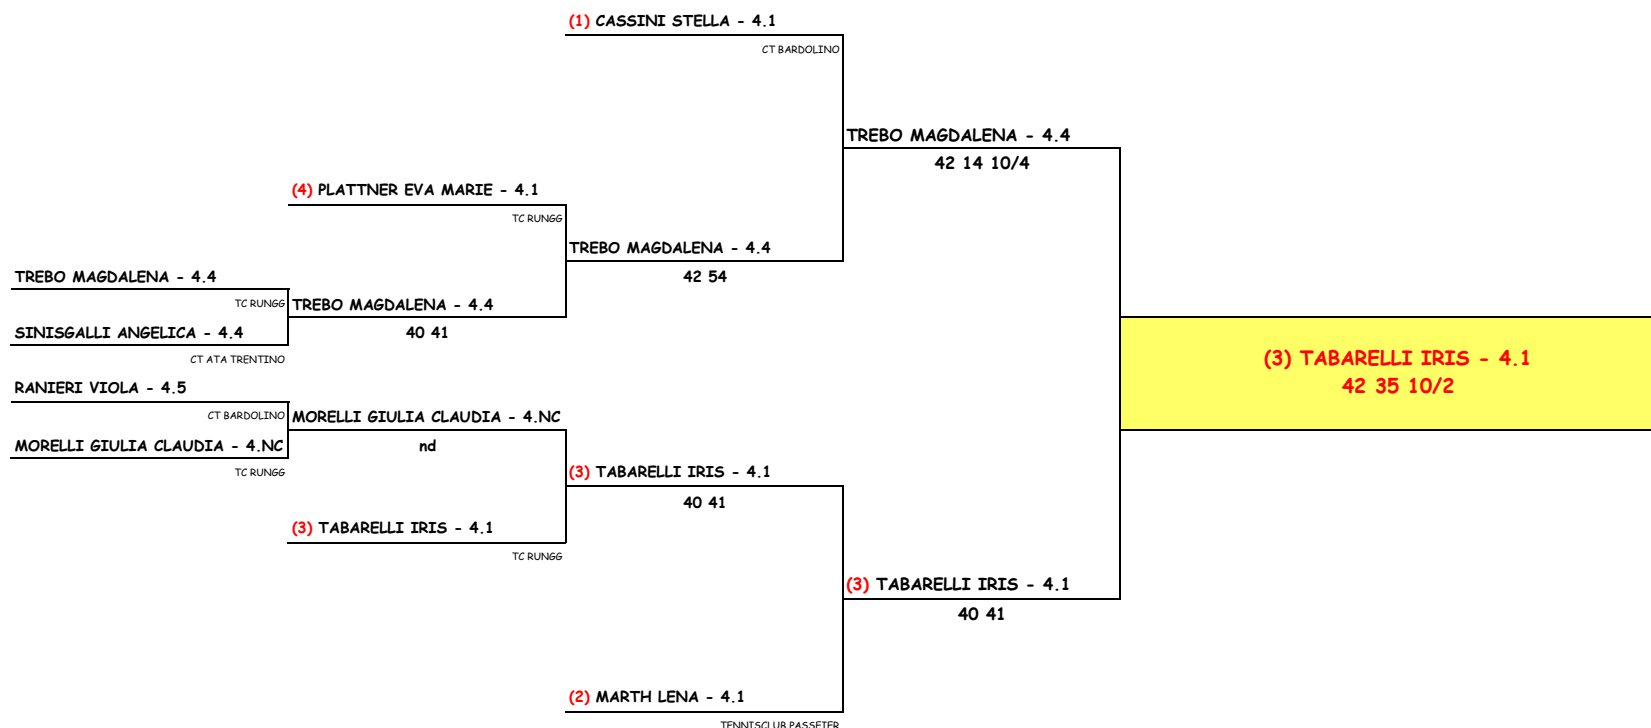 (1) CASSINI STELLA - 4.1
CT BARDOLINO
TREBO MAGDALENA - 4.4
42 14 10/4
(4) PLATTNER EVA MARIE - 4.1
TC RUNGG
TREBO MAGDALENA - 4.4
42 54
TREBO MAGDALENA - 4.4
TC RUNGG
TREBO MAGDALENA - 4.4
40 41
SINISGALLI ANGELICA - 4.4
CT ATA TRENTINO
(3) TABARELLI IRIS - 4.1
42 35 10/2
RANIERI VIOLA - 4.5
CT BARDOLINO
MORELLI GIULIA CLAUDIA - 4.NC
nd
MORELLI GIULIA CLAUDIA - 4.NC
TC RUNGG
(3) TABARELLI IRIS - 4.1
40 41
(3) TABARELLI IRIS - 4.1
TC RUNGG
(3) TABARELLI IRIS - 4.1
40 41
(2) MARTH LENA - 4.1
TENNISCLUB PASSEIER